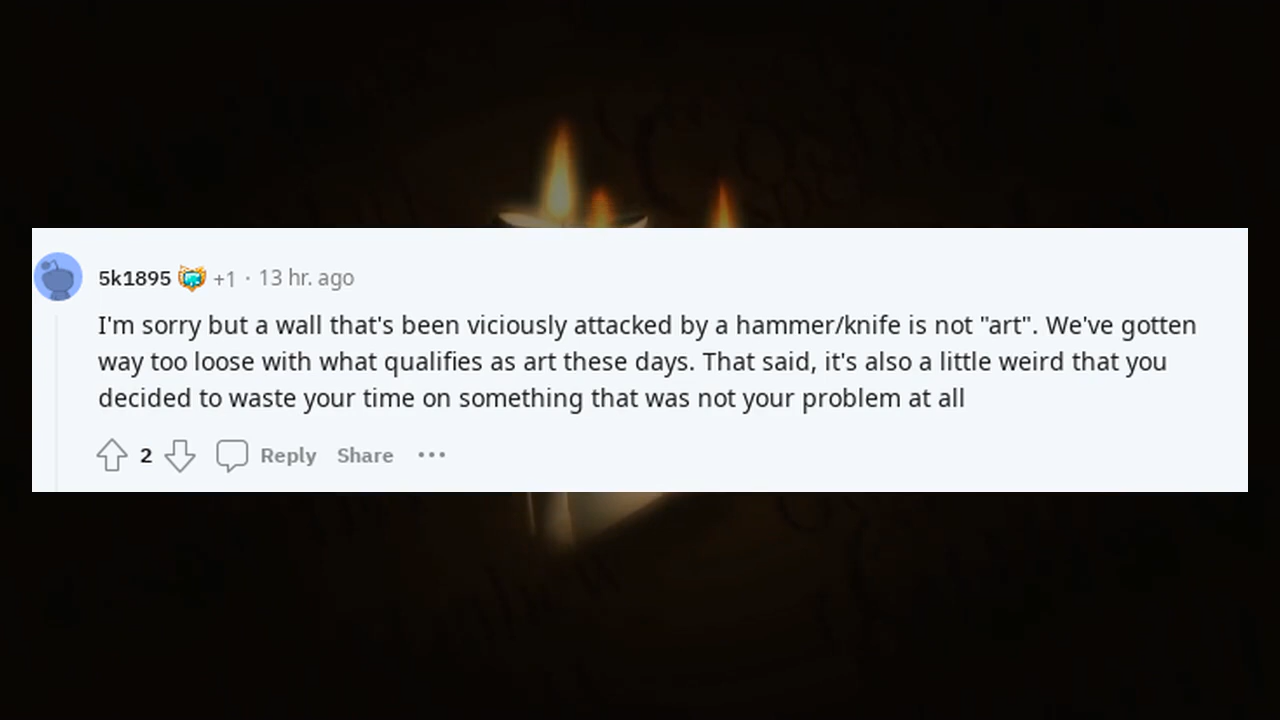 5k1895 +1 · 13 hr. ago
I'm sorry but a wall that's been viciously attacked by a hammer/knife is not "art". We've gotten
way too loose with what qualifies as art these days. That said, it's also a little weird that you
decided to waste your time on something that was not your problem at all
2 Reply Share ···